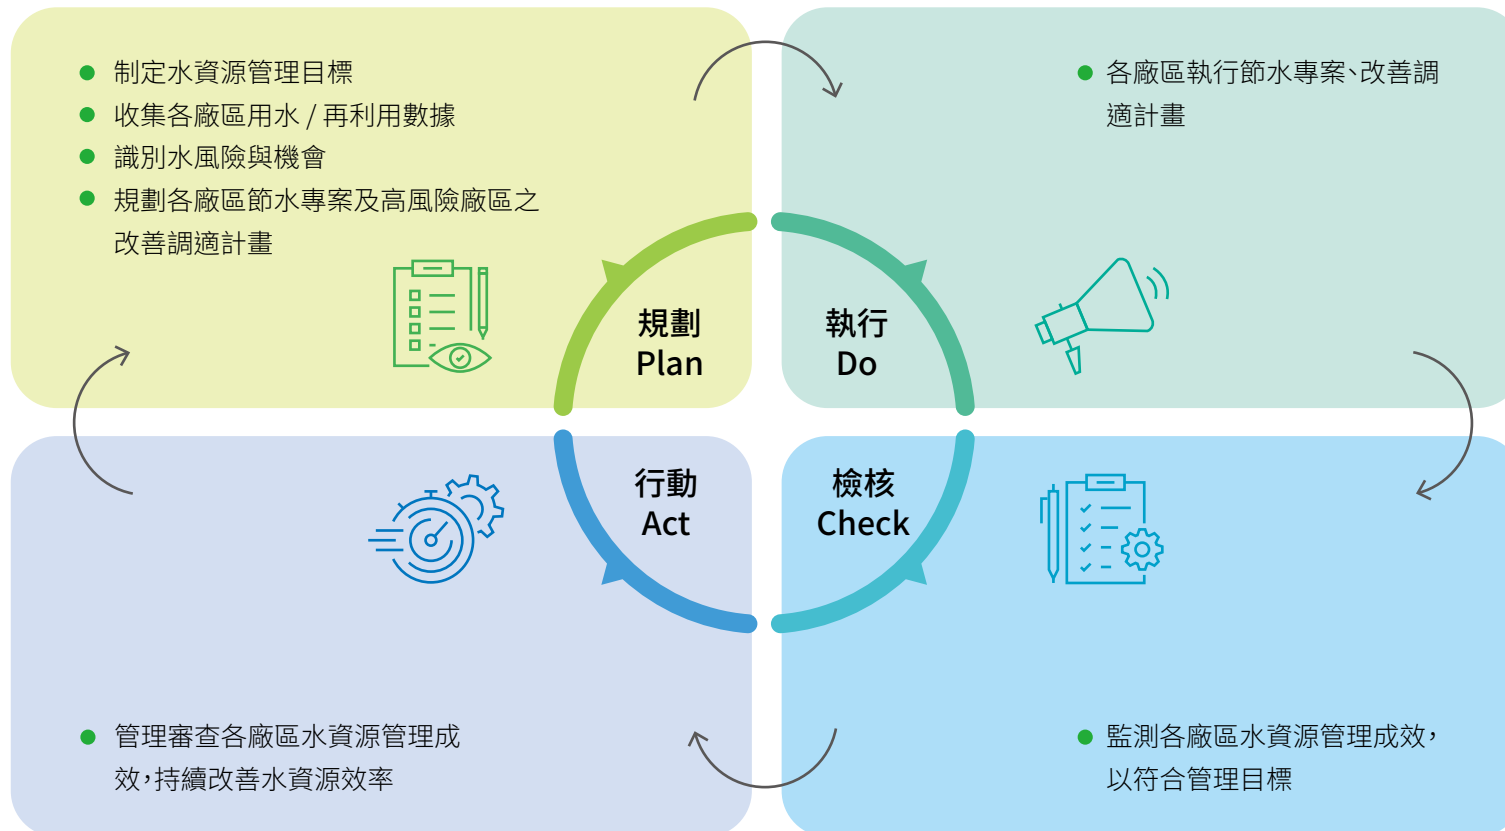 制定水資源管理目標
收集各廠區用水 / 再利用數據
識別水風險與機會
規劃各廠區節水專案及高風險廠區之
改善調適計畫
規劃
Plan
各廠區執行節水專案、改善調
適計畫
執行
Do
檢核
Check
監測各廠區水資源管理成效，
以符合管理目標
行動
Act
管理審查各廠區水資源管理成
效，持續改善水資源效率